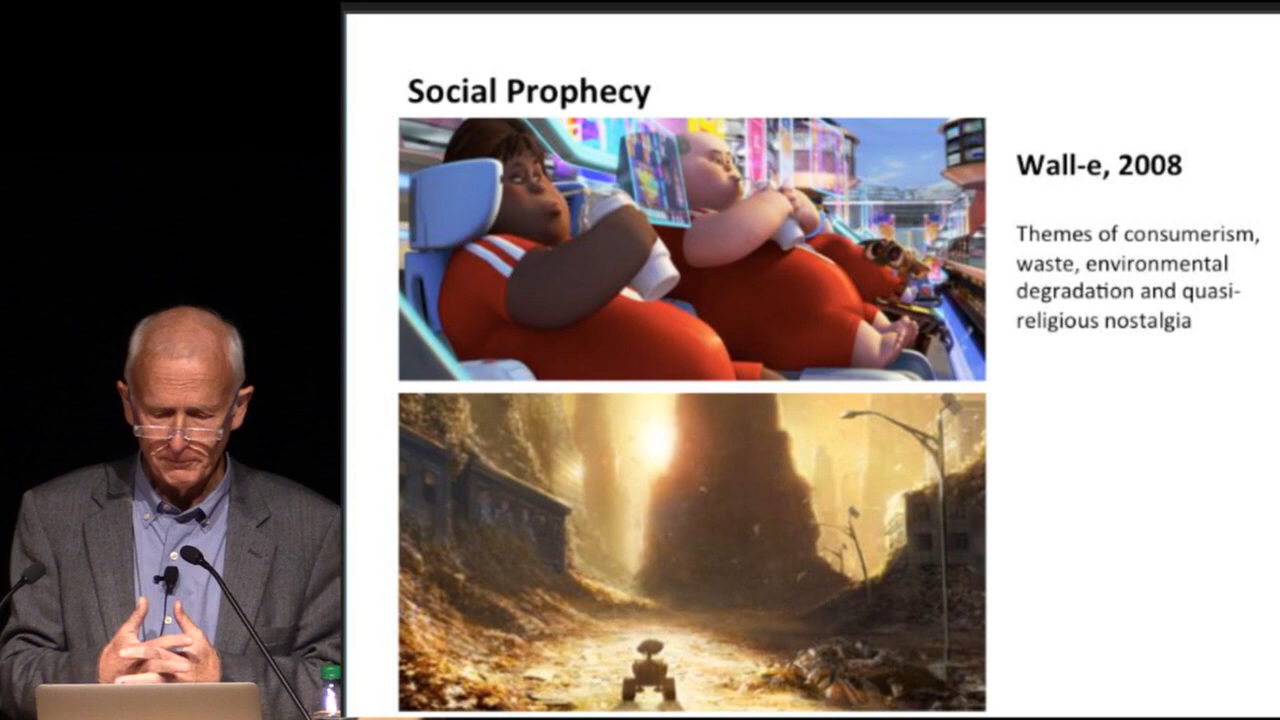 Social Prophecy
Wall-e, 2008
Themes of consumerism,
waste, environmental
degradation and quasi-
religious nostalgia